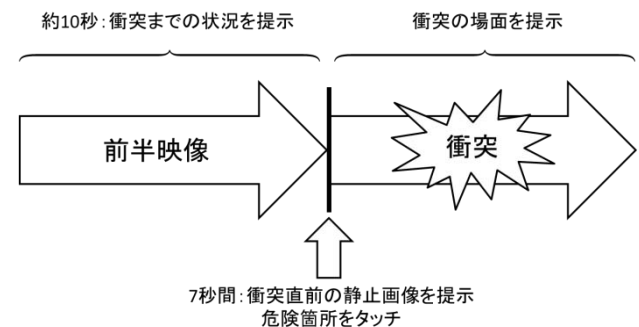 約10秒：衝突までの状況を提示
衝突の場面を提示
前半映像
衝突
7秒間：衝突直前の静止画像を提示
危険箇所をタッチ